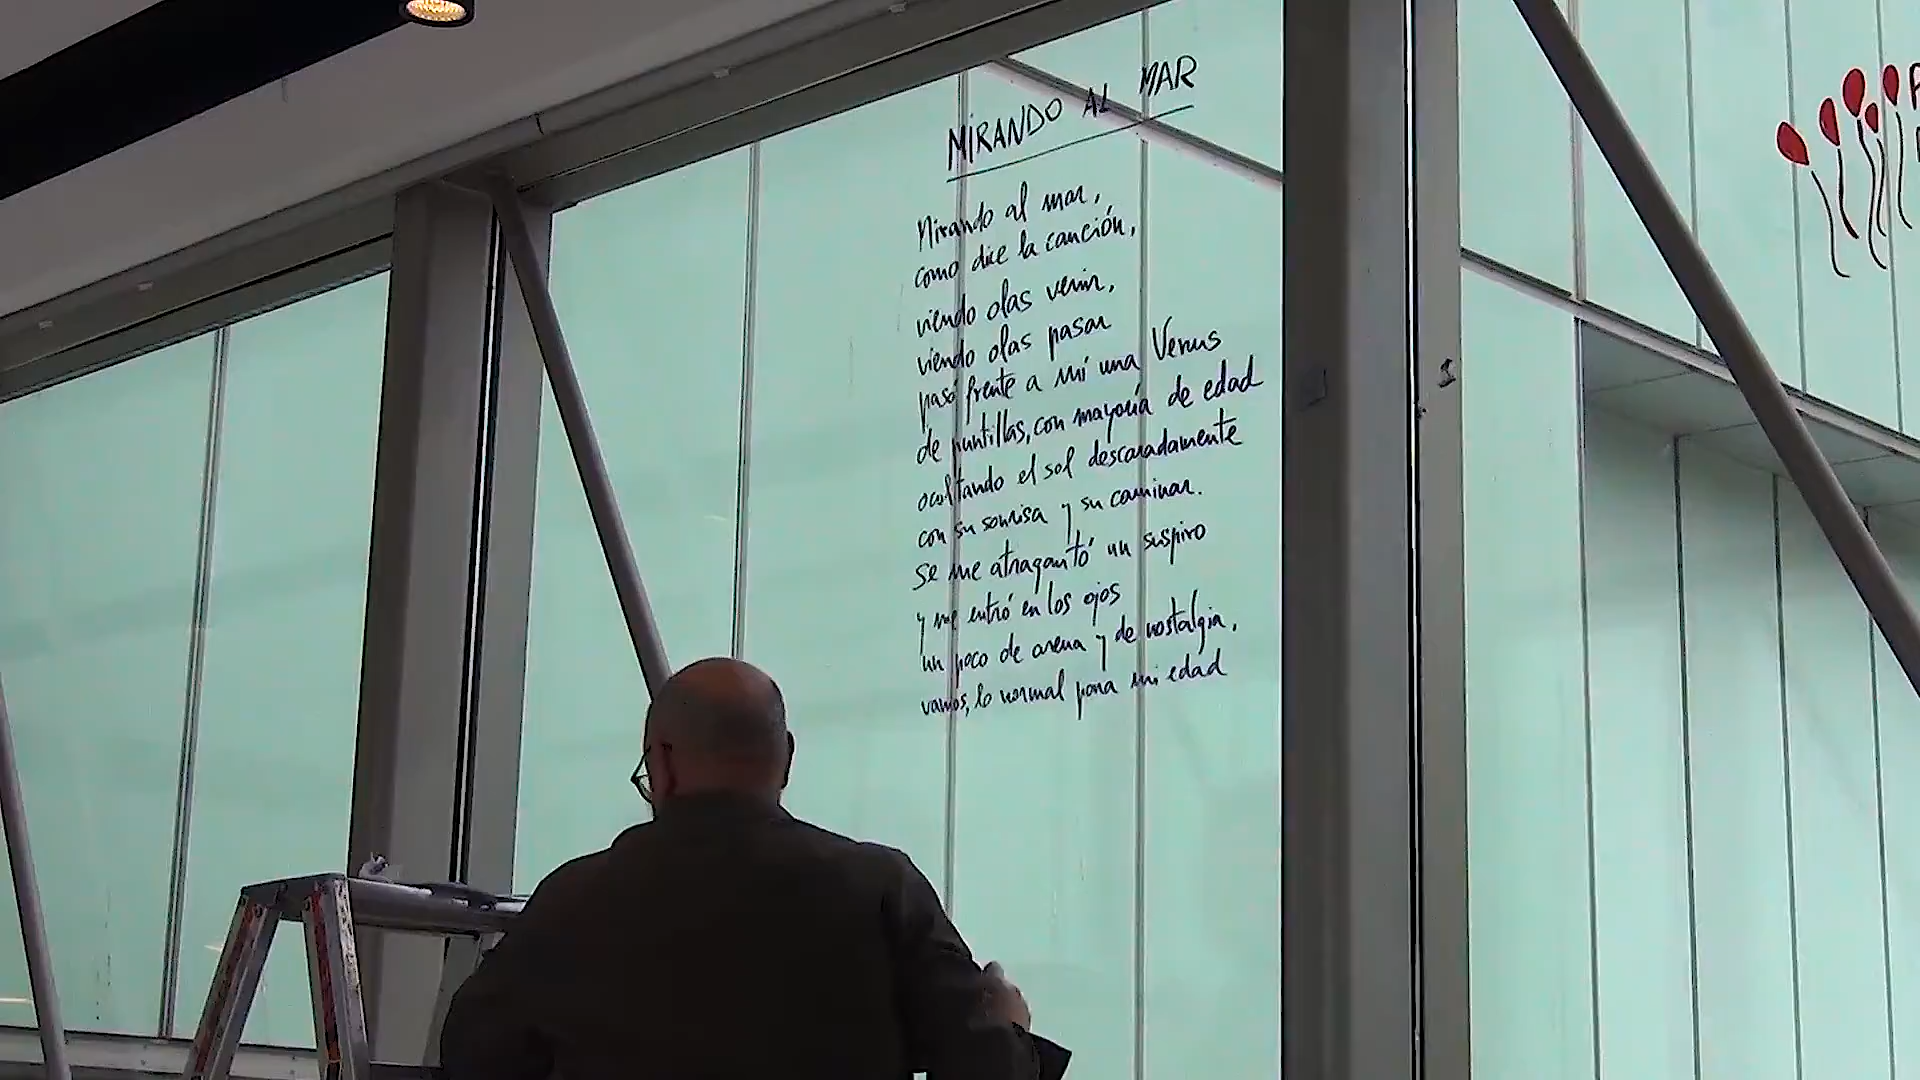 MIRANDO AL MAR
Mirando al mar,
como dice la canción,
viendo olas venir,
viendo olas pasar
pasó frente a mí una Venus
de puntillas, con mayoría de edad
ocultando el sol descaradamente
con su sonrisa y su caminar.
Se me atragantó un suspiro
y me entró en los ojos
un poco de arena y de nostalgia,
vamos, lo normal para mi edad